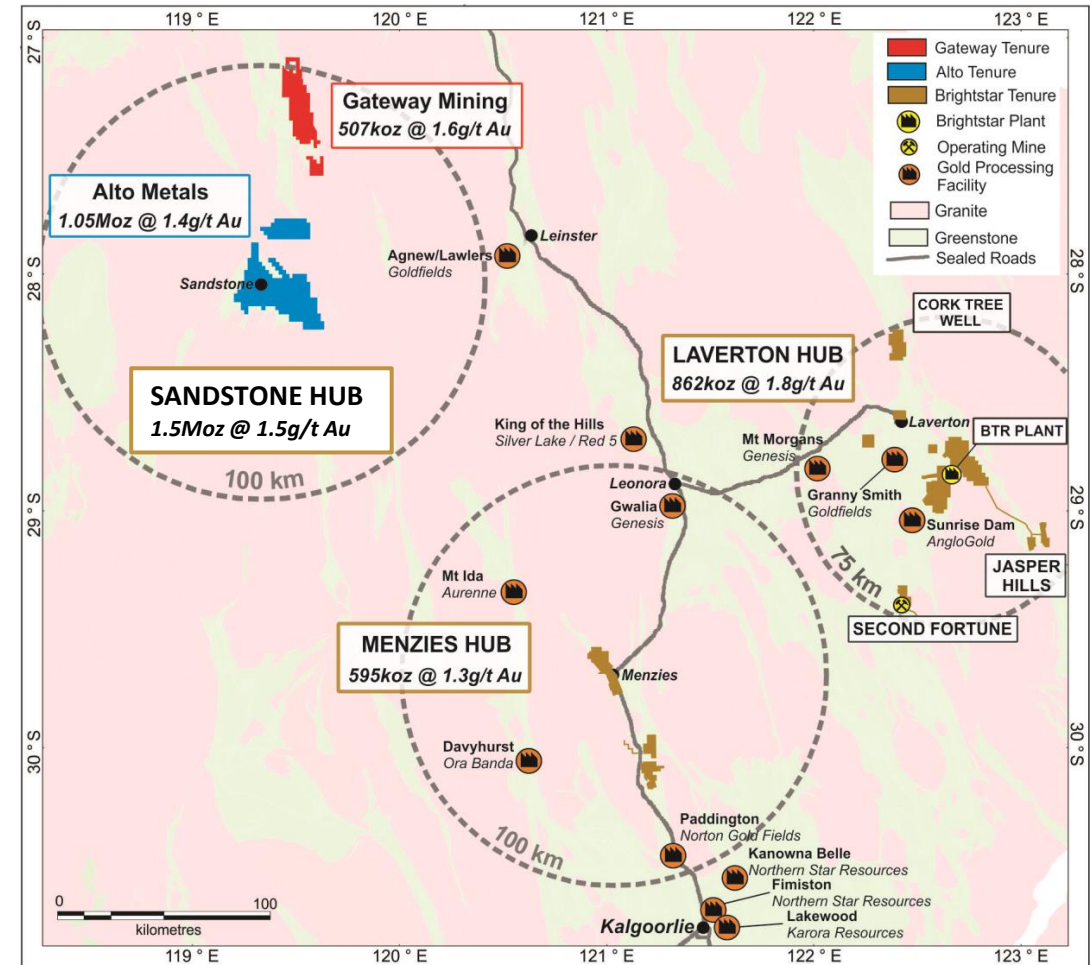 119 ° E
120 ° E
121 ° E
122 ° E
123 ° E
27 ° S
28 ° S
29 ° S
30 ° S
Gateway Tenure
Alto Tenure
Brightstar Tenure
Brightstar Plant
Operating Mine
Gold Processing
Facility
Granite
Greenstone
Sealed Roads
Gateway Mining
507koz @ 1.6g/t Au
Alto Metals
1.05Moz @ 1.4g/t Au
Sandstone
SANDSTONE HUB
1.5Moz @ 1.5g/t Au
100 km
Leinster
Agnew/Lawlers
Goldfields
CORK TREE
WELL
LAVERTON HUB
862koz @ 1.8g/t Au
Laverton
BTR PLANT
King of the Hills
Silver Lake / Red 5
Mt Morgans
Genesis
Leonora
Gwalia
Genesis
Granny Smith
Goldfields
Sunrise Dam
AngloGold
JASPER
HILLS
75 km
SECOND FORTUNE
Mt Ida
Aurenne
MENZIES HUB
595koz @ 1.3g/t Au
Menzies
Davyhurst
Ora Banda
100 km
Paddington
Norton Gold Fields
Kanowna Belle
Northern Star Resources
Fimiston
Northern Star Resources
Lakewood
Karora Resources
Kalgoorlie
0 100
kilometres
28 ° S
29 ° S
30 ° S
119 ° E
120 ° E
121 ° E
122 ° E
123 ° E